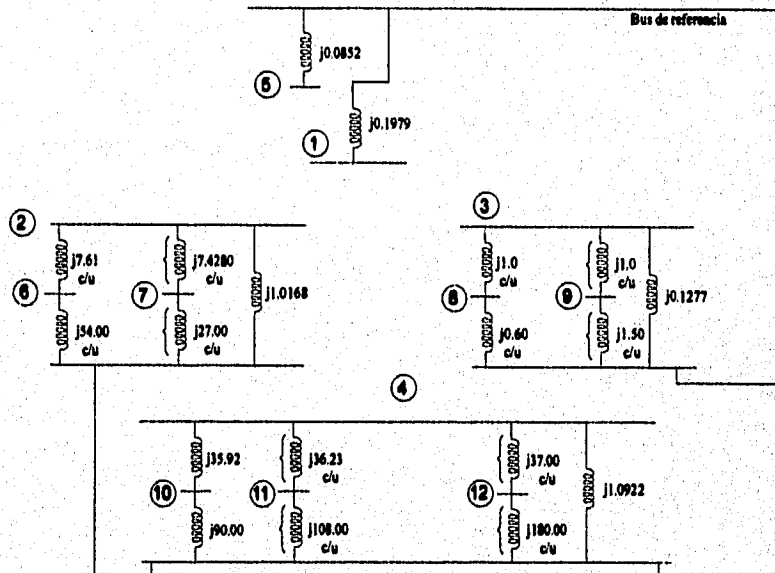 Bus de referencia
j0.0852
5
j0.1979
1
2
3
j7.61
c/u
j7.4280
c/u
j1.0168
6
7
j54.00
c/u
j27.00
c/u
j1.0
c/u
j1.0
c/u
j0.1277
8
9
j0.60
c/u
j1.50
c/u
4
j35.92
j36.23
c/u
j37.00
c/u
j1.0922
10
11
12
j90.00
j108.00
c/u
j180.00
c/u